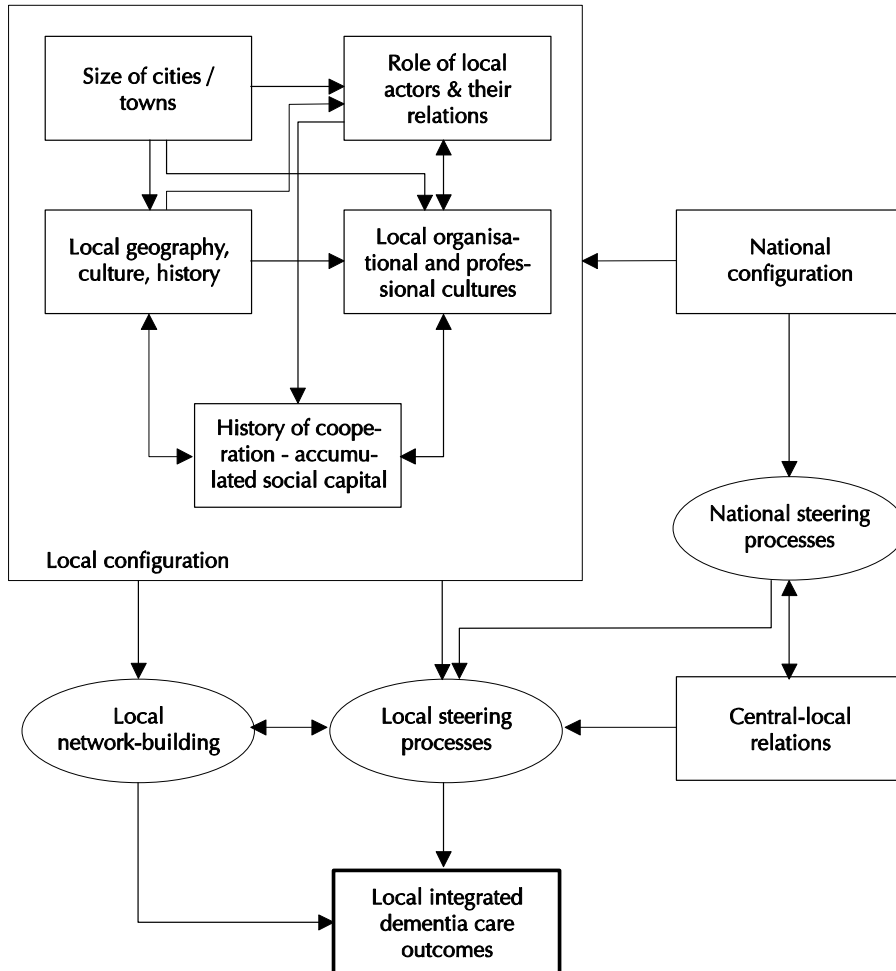 Size of cities /
towns
Role of local
actors & their
relations
Local geography,
culture, history
Local organisa-
tional and profes-
sional cultures
National
configuration
History of coope-
ration - accumu-
lated social capital
National steering
processes
Local configuration
Local
network-building
Local steering
processes
Central-local
relations
Local integrated
dementia care
outcomes